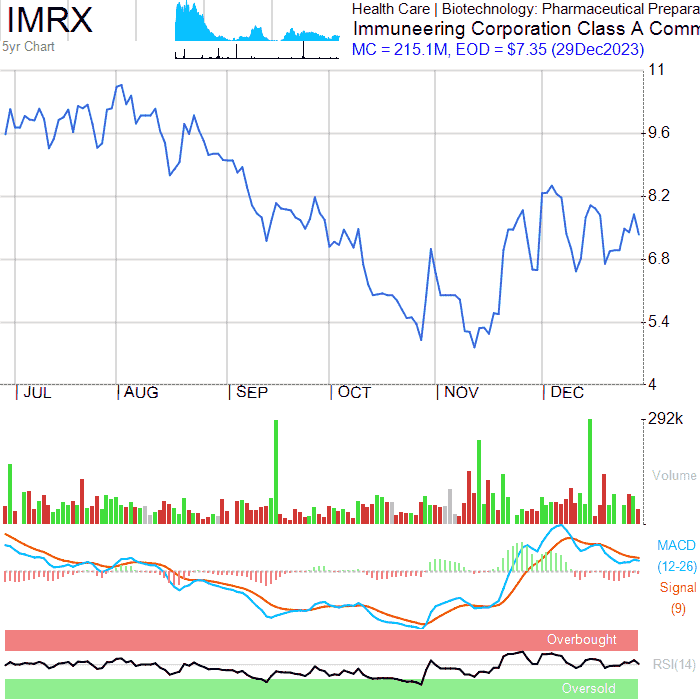 IMRX
5yr Chart
Health Care | Biotechnology: Pharmaceutical Prepara
Immuneering Corporation Class A Comm
MC = 215.1M, EOD = $7.35 (29Dec2023)
11
9.6
8.2
6.8
5.4
4
JUL AUG SEP OCT NOV DEC
292k
Volume
MACD
(12-26)
Signal
(9)
Overbought
RSI(14)
Oversold